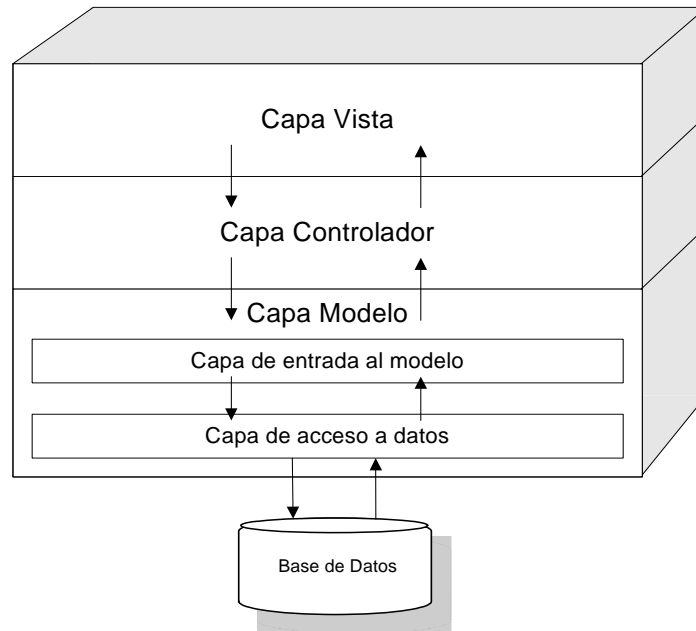 Capa Vista
Capa Controlador
Capa Modelo
Capa de entrada al modelo
Capa de acceso a datos
Base de Datos